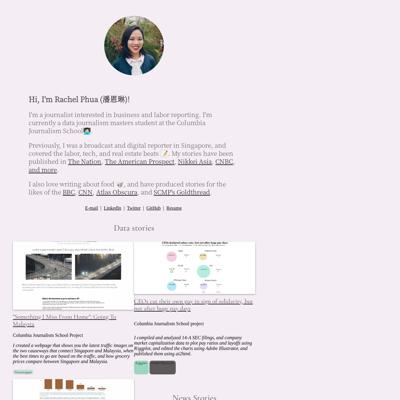 Hi, I'm Rachel Phua (潘恩琳)!
I'm a journalist interested in business and labor reporting. I'm
currently a data journalism masters student at the Columbia
Journalism School
Previously, I was a broadcast and digital reporter in Singapore, and
covered the labor, tech, and real estate beats 📝. My stories have been
published in The Nation, The American Prospect, Nikkei Asia, CNBC,
and more.
I also love writing about food 🍜, and have produced stories for the
likes of the BBC, CNN, Atlas Obscura, and SCMP's Goldthread.
E-mail | LinkedIn | Twitter | GitHub | Resume
Data stories
"Something I Miss From Home": Going To
Malaysia
Columbia Journalism School Project
I created a webpage that shows you the latest traffic images on
the two causeways that connect Singapore and Malaysia, when
the best times to go are based on the traffic, and how grocery
prices compare between Singapore and Malaysia.
CEOs cut their own pay in sign of solidarity, but
not after huge pay days
Columbia Journalism School project
I compiled and analyzed 14-A SEC filings, and company
market capitalization data to plot pay ratios and layoffs using
R/ggplot, and edited the charts using Adobe Illustrator, and
published them using ai2html.
News Stories